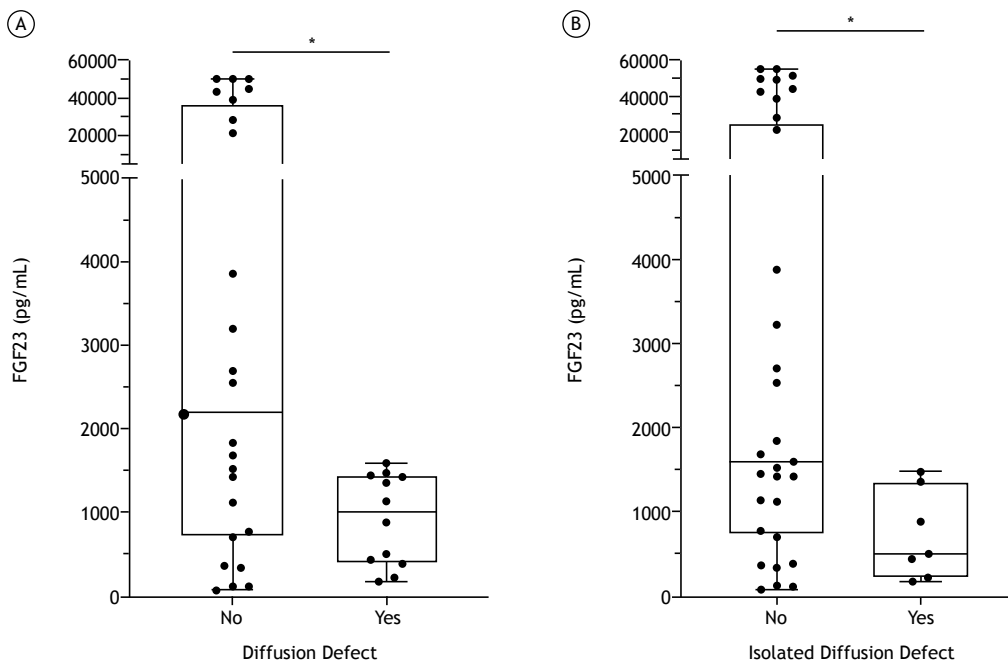 A
*
60000
40000
20000
5000
4000
3000
2000
1000
0
FGF23 (pg/mL)
No
Yes
Diffusion Defect
B
*
60000
40000
20000
5000
4000
3000
2000
1000
0
FGF23 (pg/mL)
No
Yes
Isolated Diffusion Defect